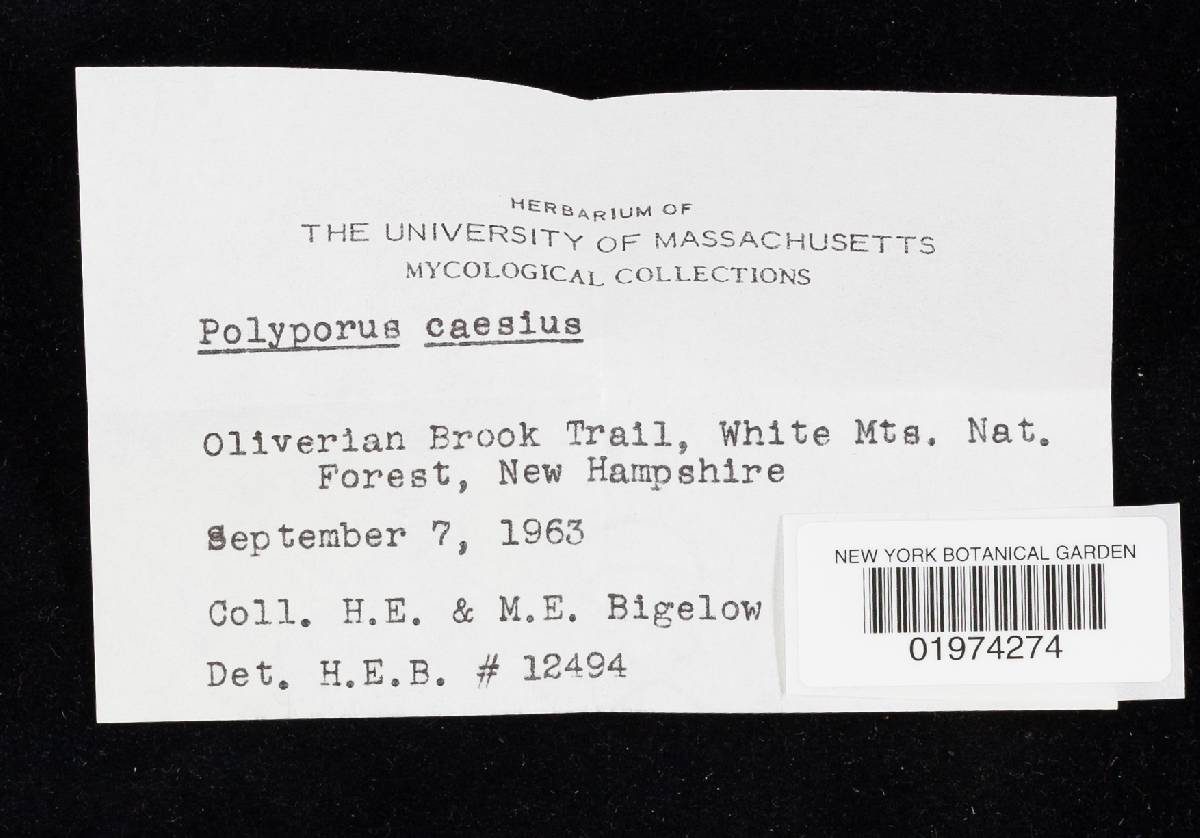 HERBARIUM OF
THE UNIVERSITY OF MASSACHUSETTS
MYCOLOGICAL COLLECTIONS
Polyporus caesius
Oliverian Brook Trail, White Mts. Nat.
Forest, New Hampshire
September 7, 1963
Coll. H.E. & M.E. Bigelow
Det. H.E.B. # 12494
NEW YORK BOTANICAL GARDEN
01974274